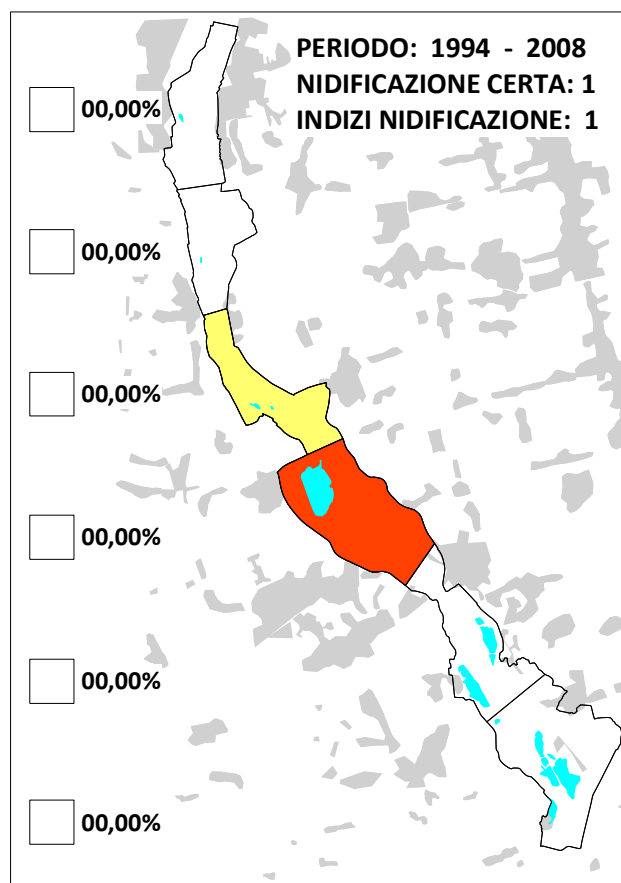 PERIODO: 1994 - 2008
NIDIFICAZIONE CERTA: 1
INDIZI NIDIFICAZIONE: 1
00,00%
00,00%
00,00%
00,00%
00,00%
00,00%